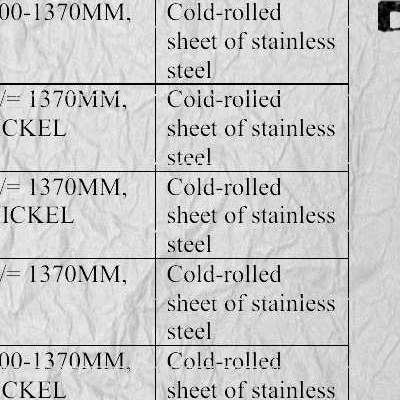 00-1370MM, Cold-rolled
sheet of stainless
steel
/= 1370MM, Cold-rolled
CKEL sheet of stainless
steel
/= 1370MM, Cold-rolled
ICKEL sheet of stainless
steel
/= 1370MM, Cold-rolled
sheet of stainless
steel
00-1370MM, Cold-rolled
CKEL sheet of stainless